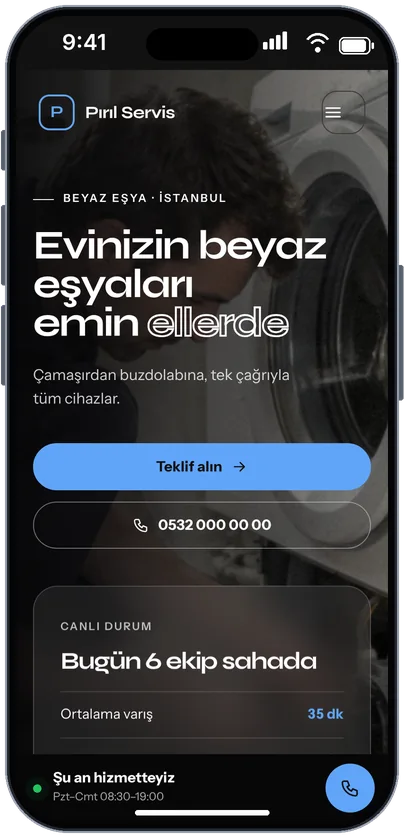 9:41
P Pırıl Servis
BEYAZ EŞYA · İSTANBUL
Evinizin beyaz
eşyaları
emin ellerde
Çamaşırdan buzdolabına, tek çağrıyla
tüm cihazlar.
Teklif alın →
0532 000 00 00
CANLI DURUM
Bugün 6 ekip sahada
Ortalama varış 35 dk
Şu an hizmetteyiz
Pzt–Cmt 08:30–19:00